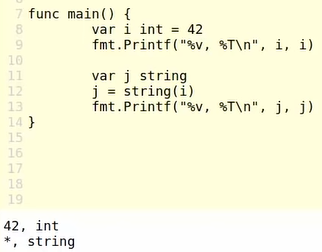 7 func main() {
8         var i int = 42
9         fmt.Printf("%v, %T\n", i, i)
10
11         var j string
12         j = string(i)
13         fmt.Printf("%v, %T\n", j, j)
14 }
15
16
17
18
19
42, int
*, string